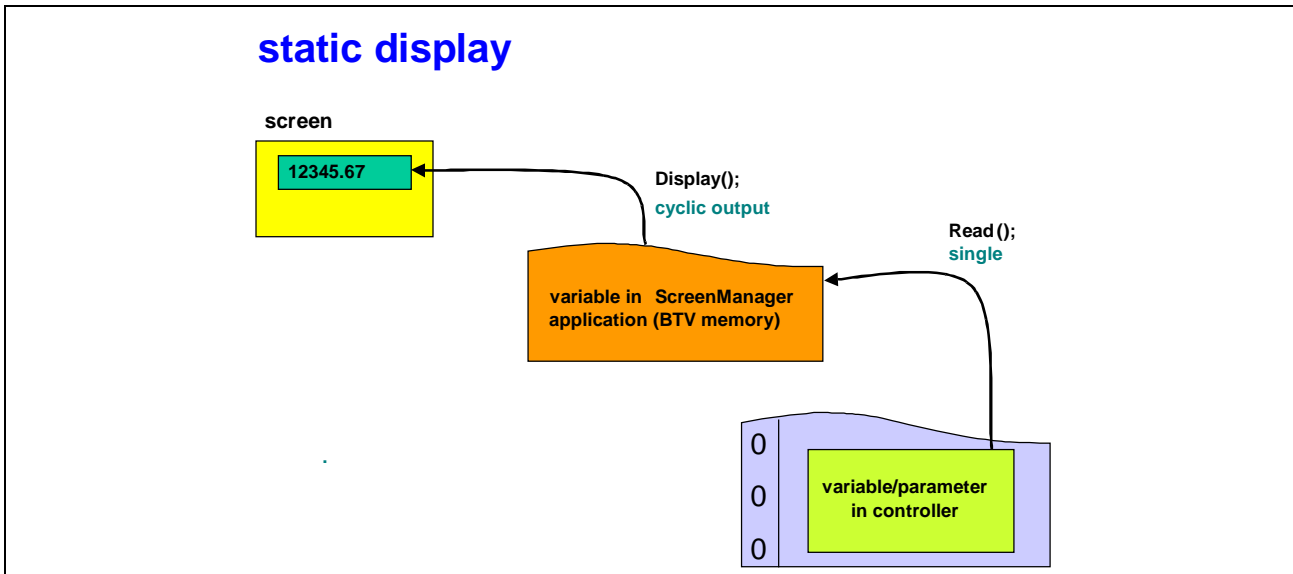 static display
screen
12345.67
Display();
cyclic output
Read ();
single
variable in ScreenManager
application (BTV memory)
0
0
0
variable/parameter
in controller
.